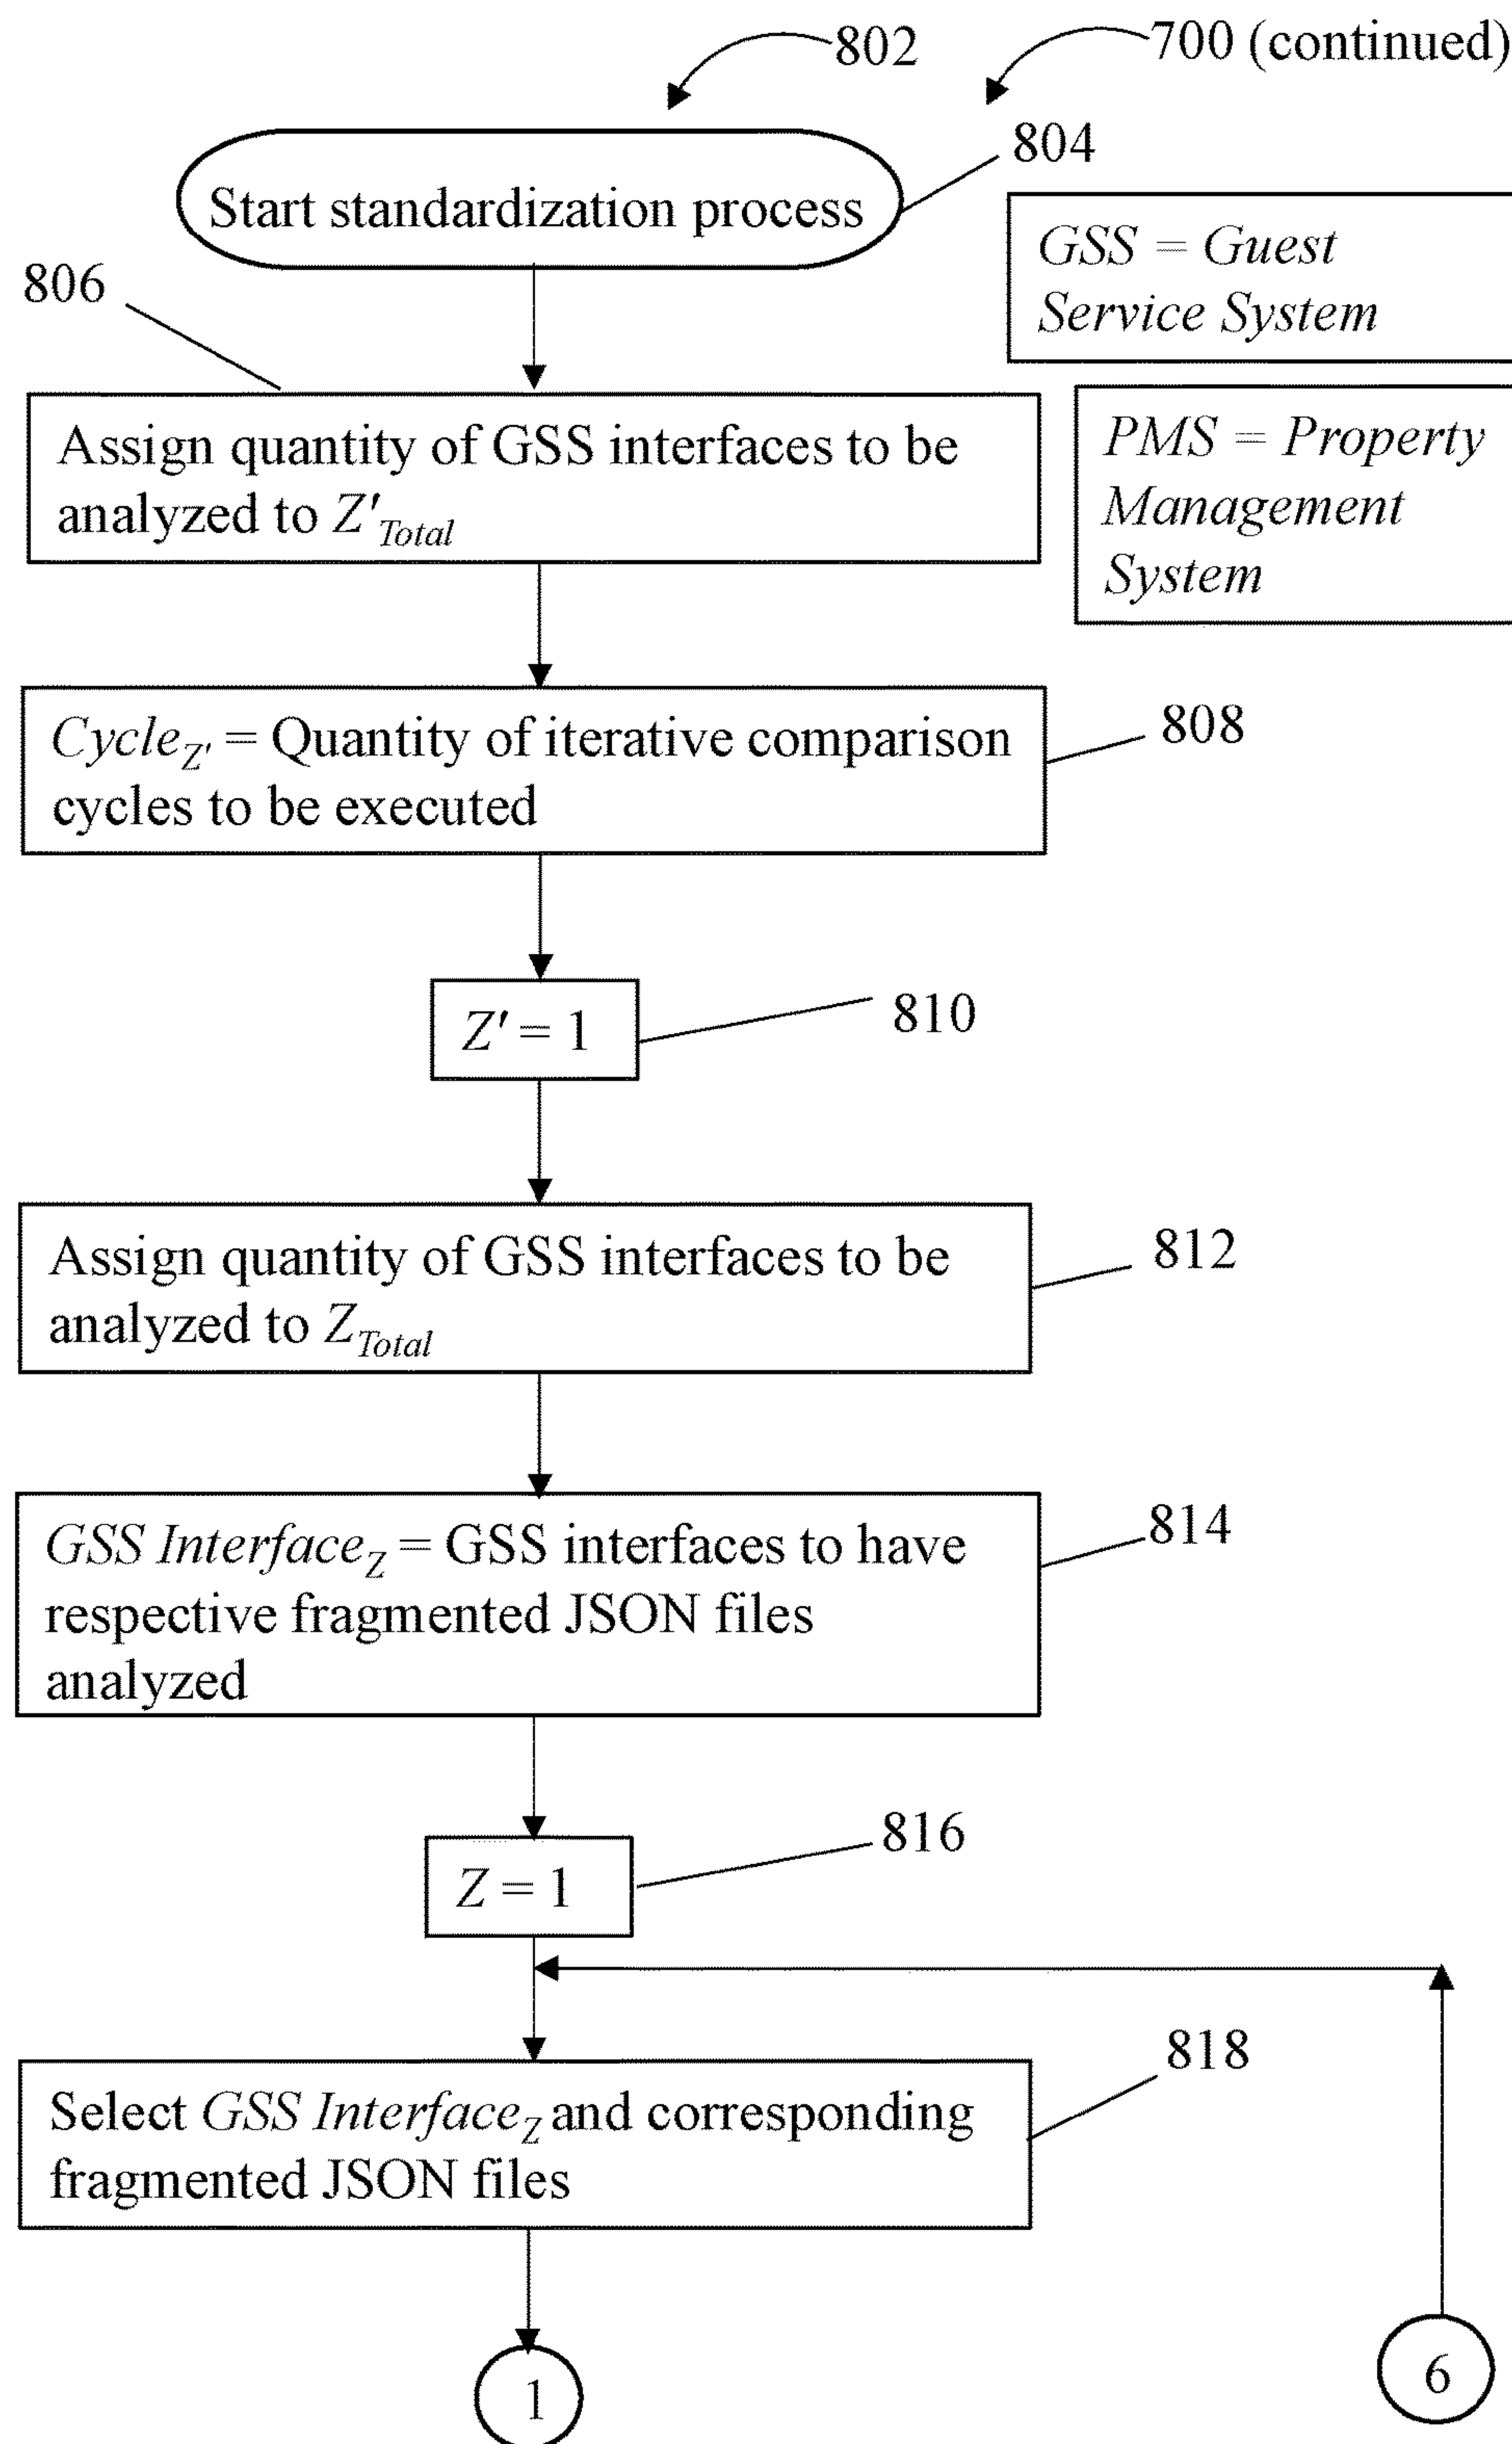 802
700 (continued)
Start standardization process
804
GSS = Guest
Service System
806
PMS = Property
Management
System
Assign quantity of GSS interfaces to be
analyzed to Z'Total
CycleZ' = Quantity of iterative comparison
cycles to be executed
808
Z' = 1
810
Assign quantity of GSS interfaces to be
analyzed to ZTotal
812
GSS InterfaceZ = GSS interfaces to have
respective fragmented JSON files
analyzed
814
Z = 1
816
Select GSS InterfaceZ and corresponding
fragmented JSON files
818
1
6